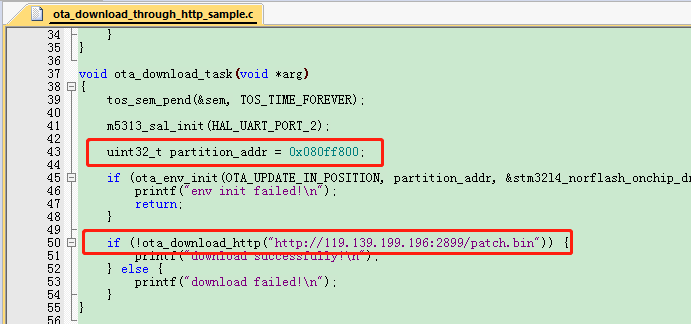 ota_download_through_http_sample.c
34 }
35 }
36
37 void ota_download_task(void *arg)
38 {
39 tos_sem_pend(&sem, TOS_TIME_FOREVER);
40
41 m5313_sal_init(HAL_UART_PORT_2);
42
43 uint32_t partition_addr = 0x080ff800;
44
45 if (ota_env_init(OTA_UPDATE_IN_POSITION, partition_addr, &stm32l4_norflash_onchip_dr
46 printf("env init failed!\n");
47 return;
48 }
49
50 if (!ota_download_http("http://119.139.199.196:2899/patch.bin")) {
51 printf("download successfully!\n");
52 } else {
53 printf("download failed!\n");
54 }
55 }
56